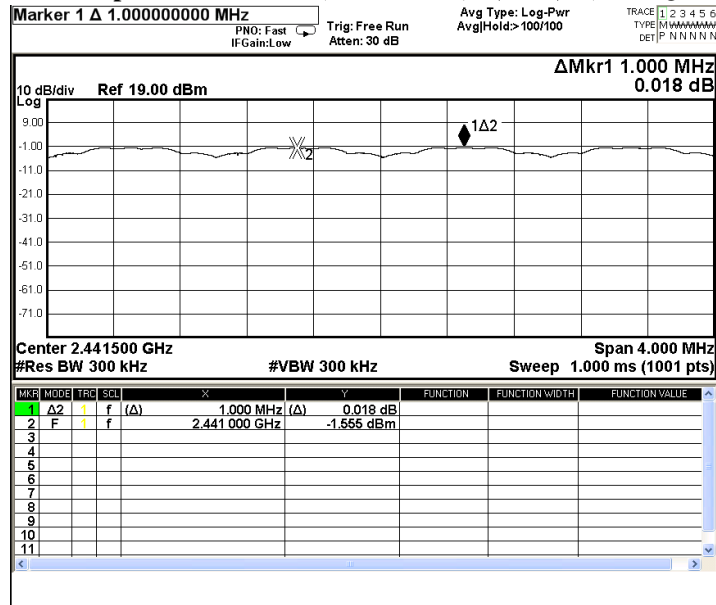 Marker 1 Δ 1.000000000 MHz
PNO: Fast
IFGain:Low
Trig: Free Run
Atten: 30 dB
Avg Type: Log-Pwr
Avg|Hold:>100/100
TRACE 1 2 3 4 5 6
TYPE M
DET P N N N N N
ΔMkr1 1.000 MHz
0.018 dB
10 dB/div Ref 19.00 dBm
Log
9.00
-1.00
-11.0
-21.0
-31.0
-41.0
-51.0
-61.0
-71.0
1Δ2
2
Center 2.441500 GHz
Span 4.000 MHz
#Res BW 300 kHz #VBW 300 kHz Sweep 1.000 ms (1001 pts)
MKR MODE TRC SCL X Y FUNCTION FUNCTION WIDTH FUNCTION VALUE
1 Δ2 1 f (Δ) 1.000 MHz (Δ) 0.018 dB
2 F 1 f 2.441 000 GHz -1.555 dBm
3
4
5
6
7
8
9
10
11